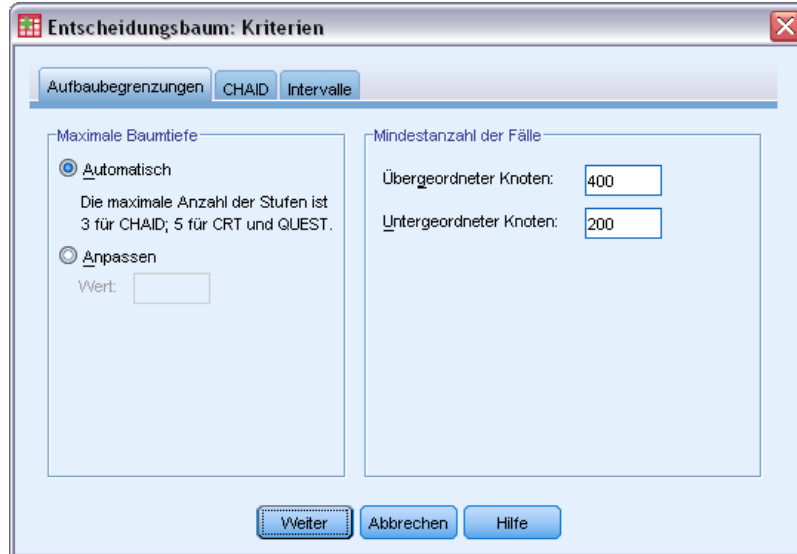 Entscheidungsbaum: Kriterien
Aufbaubegrenzungen CHAID Intervalle
Maximale Baumtiefe
Automatisch
Die maximale Anzahl der Stufen ist
3 für CHAID; 5 für CRT und QUEST.
Anpassen
Wert:
Mindestanzahl der Fälle
Übergeordneter Knoten: 400
Untergeordneter Knoten: 200
Weiter Abbrechen Hilfe